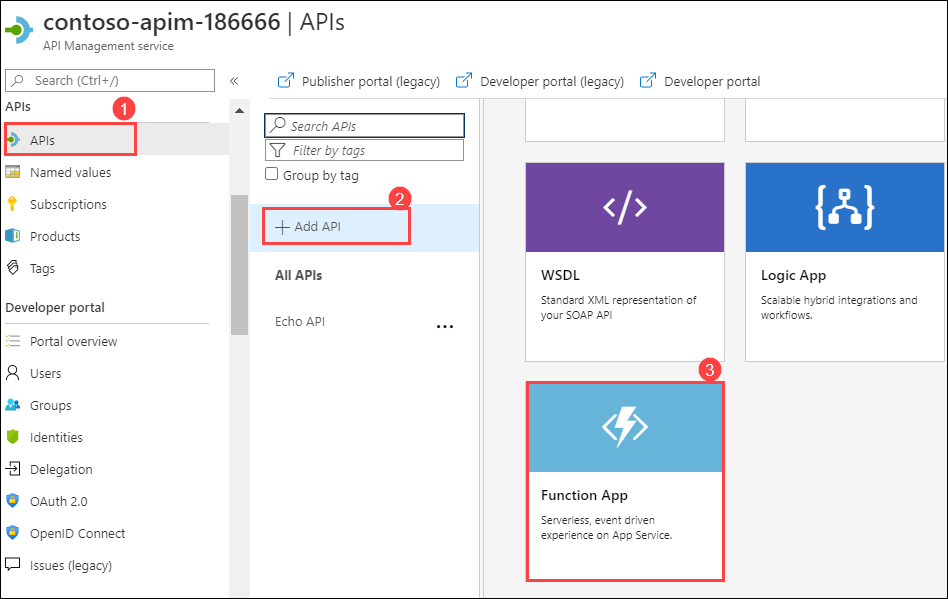 contoso-apim-186666 | APIs
API Management service
Search (Ctrl+/)
«
APIs
1
APIs
Named values
Subscriptions
Products
Tags
Developer portal
Portal overview
Users
Groups
Identities
Delegation
OAuth 2.0
OpenID Connect
Issues (legacy)
Publisher portal (legacy)
Developer portal (legacy)
Developer portal
Search APIs
Filter by tags
Group by tag
2
+ Add API
All APIs
Echo API
...
</>
WSDL
Standard XML representation of
your SOAP API
Logic App
Scalable hybrid integrations and
workflows.
3
Function App
Serverless, event driven
experience on App Service.